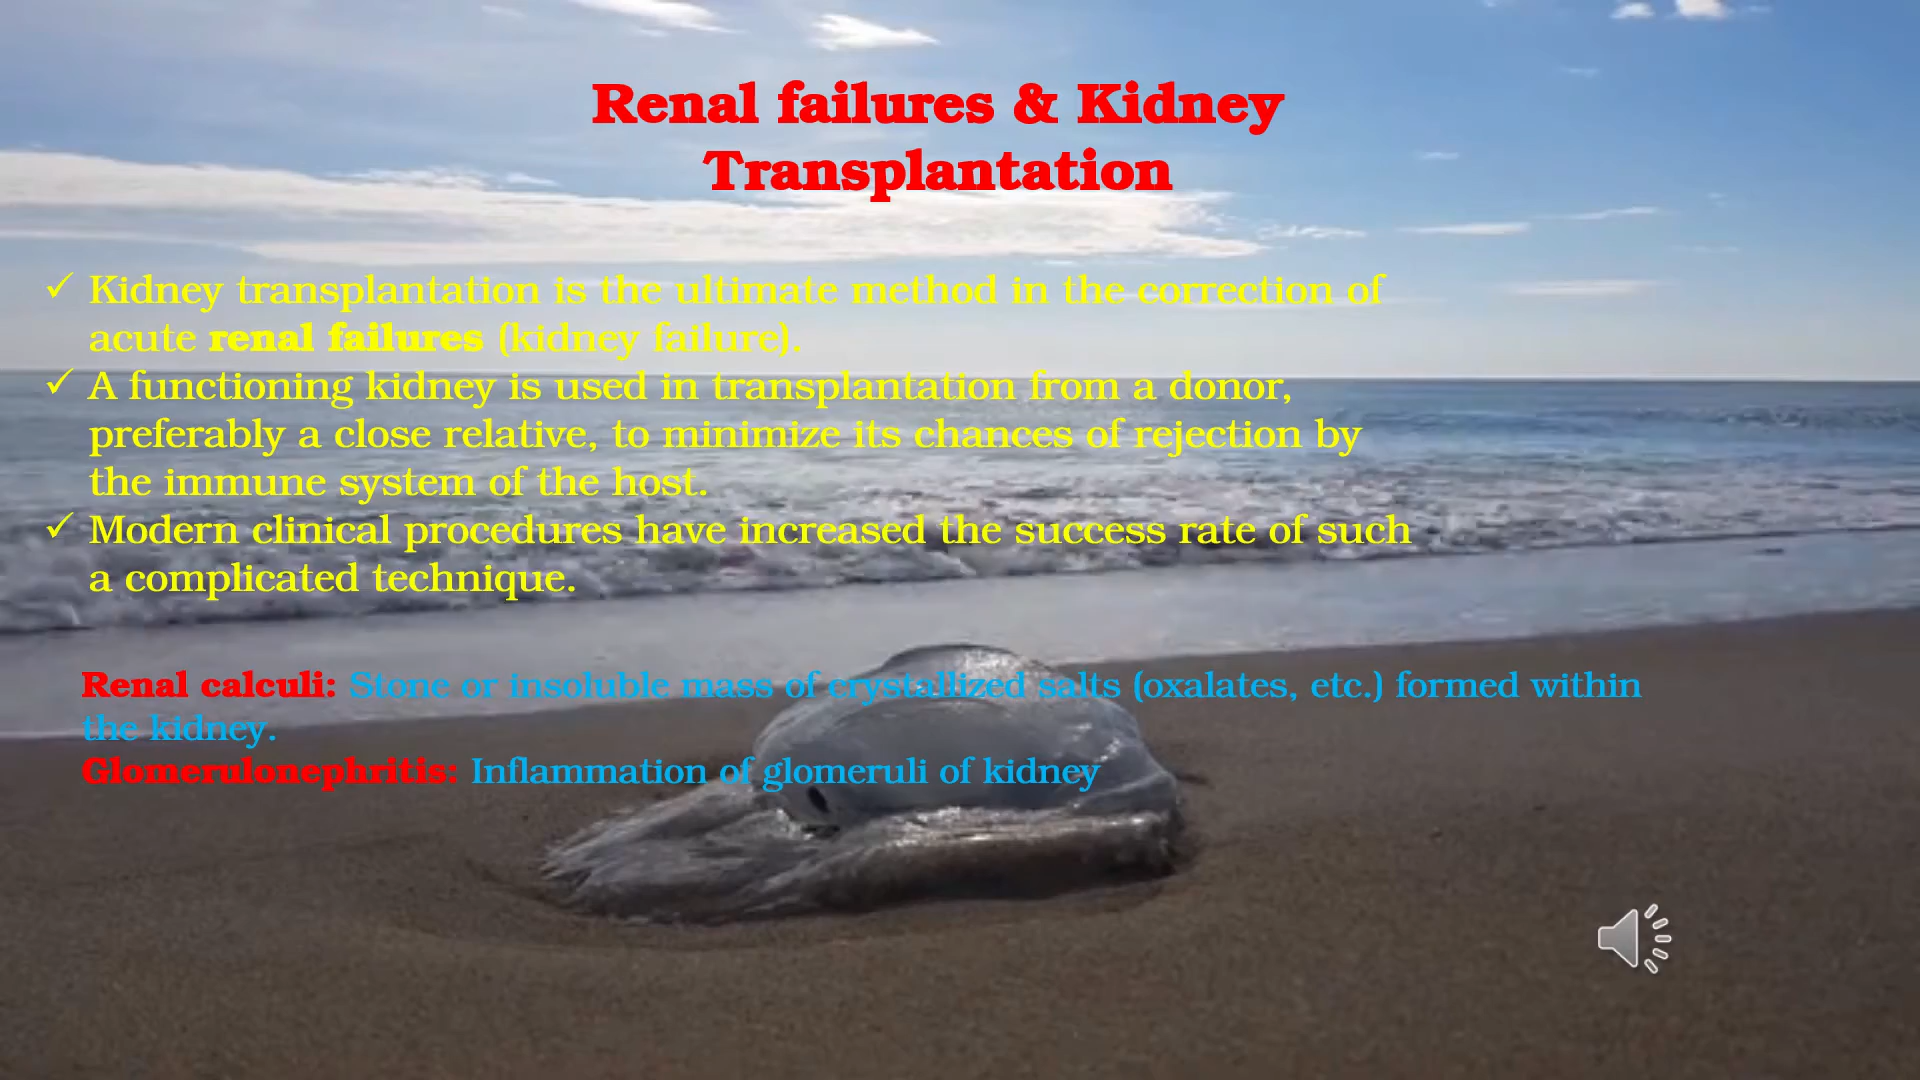 Renal failures & Kidney
Transplantation
✓ Kidney transplantation is the ultimate method in the correction of
acute renal failures (kidney failure).
✓ A functioning kidney is used in transplantation from a donor,
preferably a close relative, to minimize its chances of rejection by
the immune system of the host.
✓ Modern clinical procedures have increased the success rate of such
a complicated technique.
Renal calculi: Stone or insoluble mass of crystallized salts (oxalates, etc.) formed within
the kidney.
Glomerulonephritis: Inflammation of glomeruli of kidney